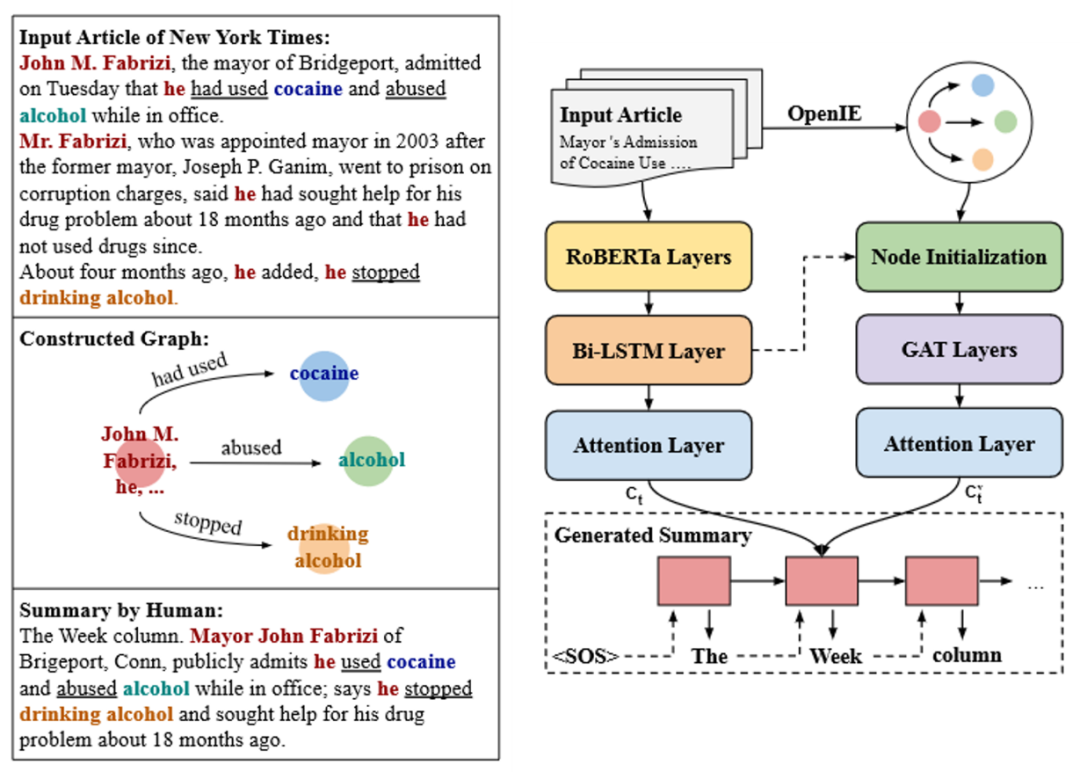 Input Article of New York Times:
John M. Fabrizi, the mayor of Bridgeport, admitted
on Tuesday that he had used cocaine and abused
alcohol while in office.
Mr. Fabrizi, who was appointed mayor in 2003 after
the former mayor, Joseph P. Ganim, went to prison on
corruption charges, said he had sought help for his
drug problem about 18 months ago and that he had
not used drugs since.
About four months ago, he added, he stopped
drinking alcohol.
Constructed Graph:
had used
cocaine
John M.
Fabrizi,
he, ...
abused
alcohol
stopped
drinking
alcohol
Summary by Human:
The Week column. Mayor John Fabrizi of
Brigeport, Conn, publicly admits he used cocaine
and abused alcohol while in office; says he stopped
drinking alcohol and sought help for his drug
problem about 18 months ago.
Input Article
Mayor 's Admission
of Cocaine Use ....
OpenIE
RoBERTa Layers
Node Initialization
Bi-LSTM Layer
GAT Layers
Attention Layer
Attention Layer
Ct
Ctv
Generated Summary
...
<SOS>
The
Week
column